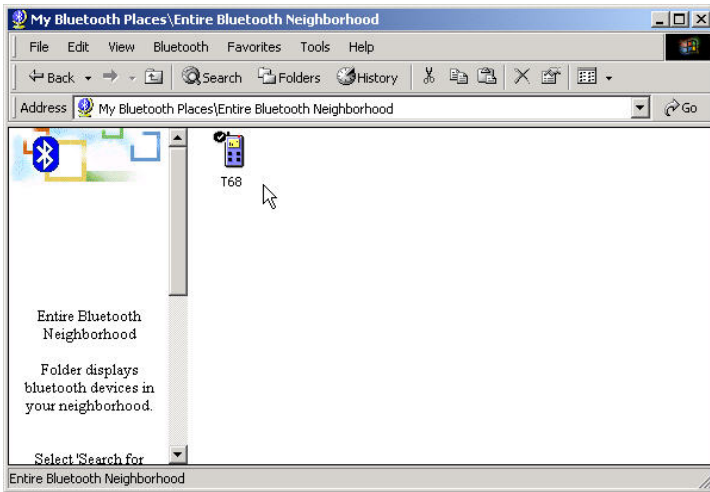 My Bluetooth Places\Entire Bluetooth Neighborhood
File Edit View Bluetooth Favorites Tools Help
Back Search Folders History
Address My Bluetooth Places\Entire Bluetooth Neighborhood Go
T68
Entire Bluetooth
Neighborhood
Folder displays
bluetooth devices in
your neighborhood.
Select 'Search for
Entire Bluetooth Neighborhood